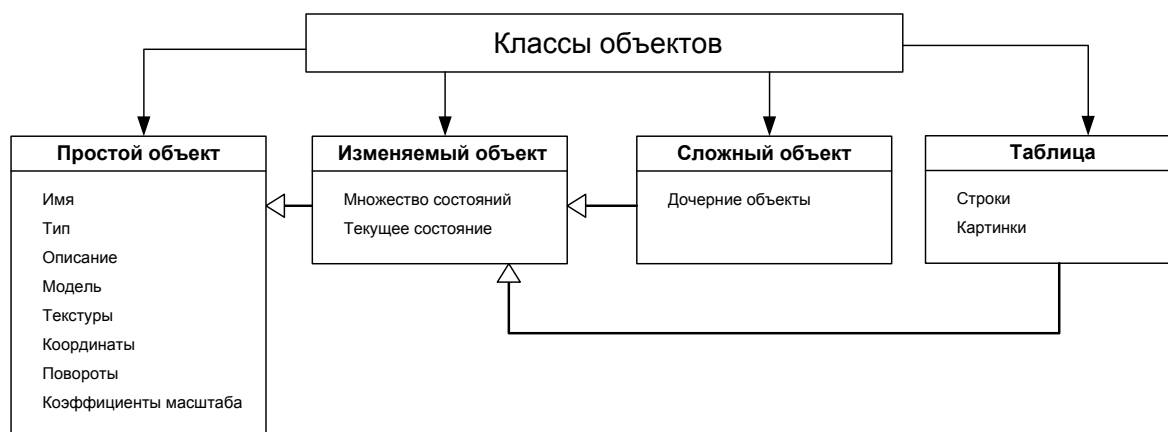 Классы объектов
Простой объект
Имя
Тип
Описание
Модель
Текстуры
Координаты
Повороты
Коэффициенты масштаба
Изменяемый объект
Множество состояний
Текущее состояние
Сложный объект
Дочерние объекты
Таблица
Строки
Картинки